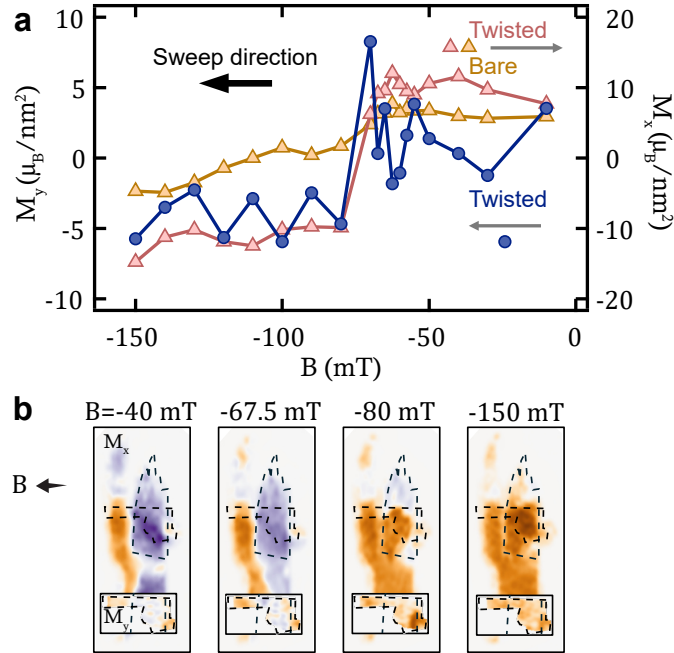 a
Sweep direction
Twisted
Bare
Twisted
10
5
0
-5
-10
M_y (μ_B/nm²)
20
10
0
-10
-20
M_x (μ_B/nm²)
-150
-100
-50
0
B (mT)
b
B=-40 mT
-67.5 mT
-80 mT
-150 mT
M_x
B
M_y